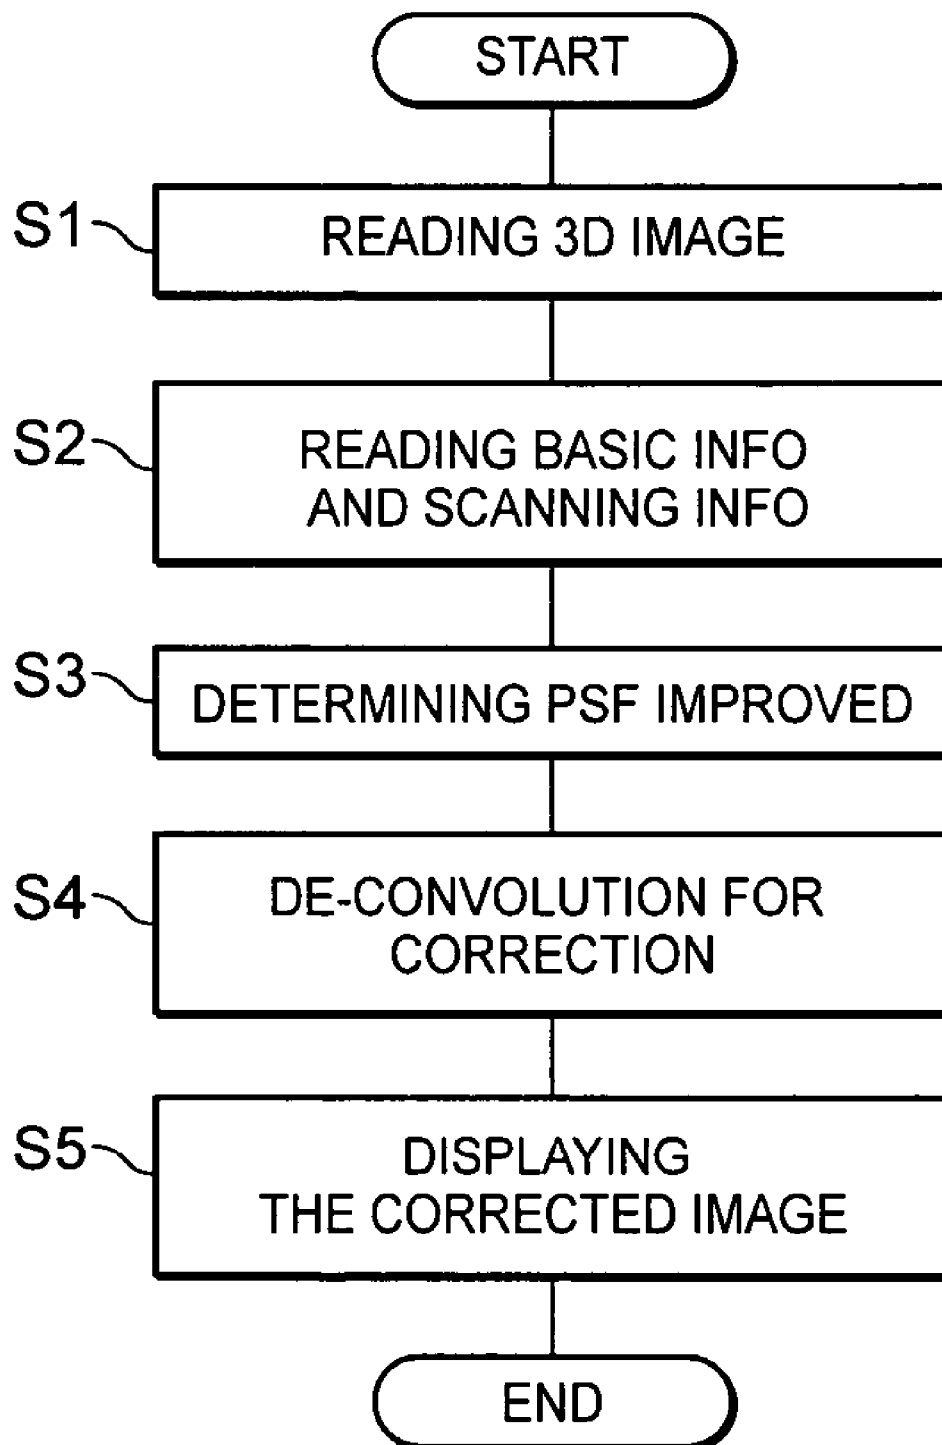 START
S1
READING 3D IMAGE
S2
READING BASIC INFO
AND SCANNING INFO
S3
DETERMINING PSF IMPROVED
S4
DE-CONVOLUTION FOR
CORRECTION
S5
DISPLAYING
THE CORRECTED IMAGE
END